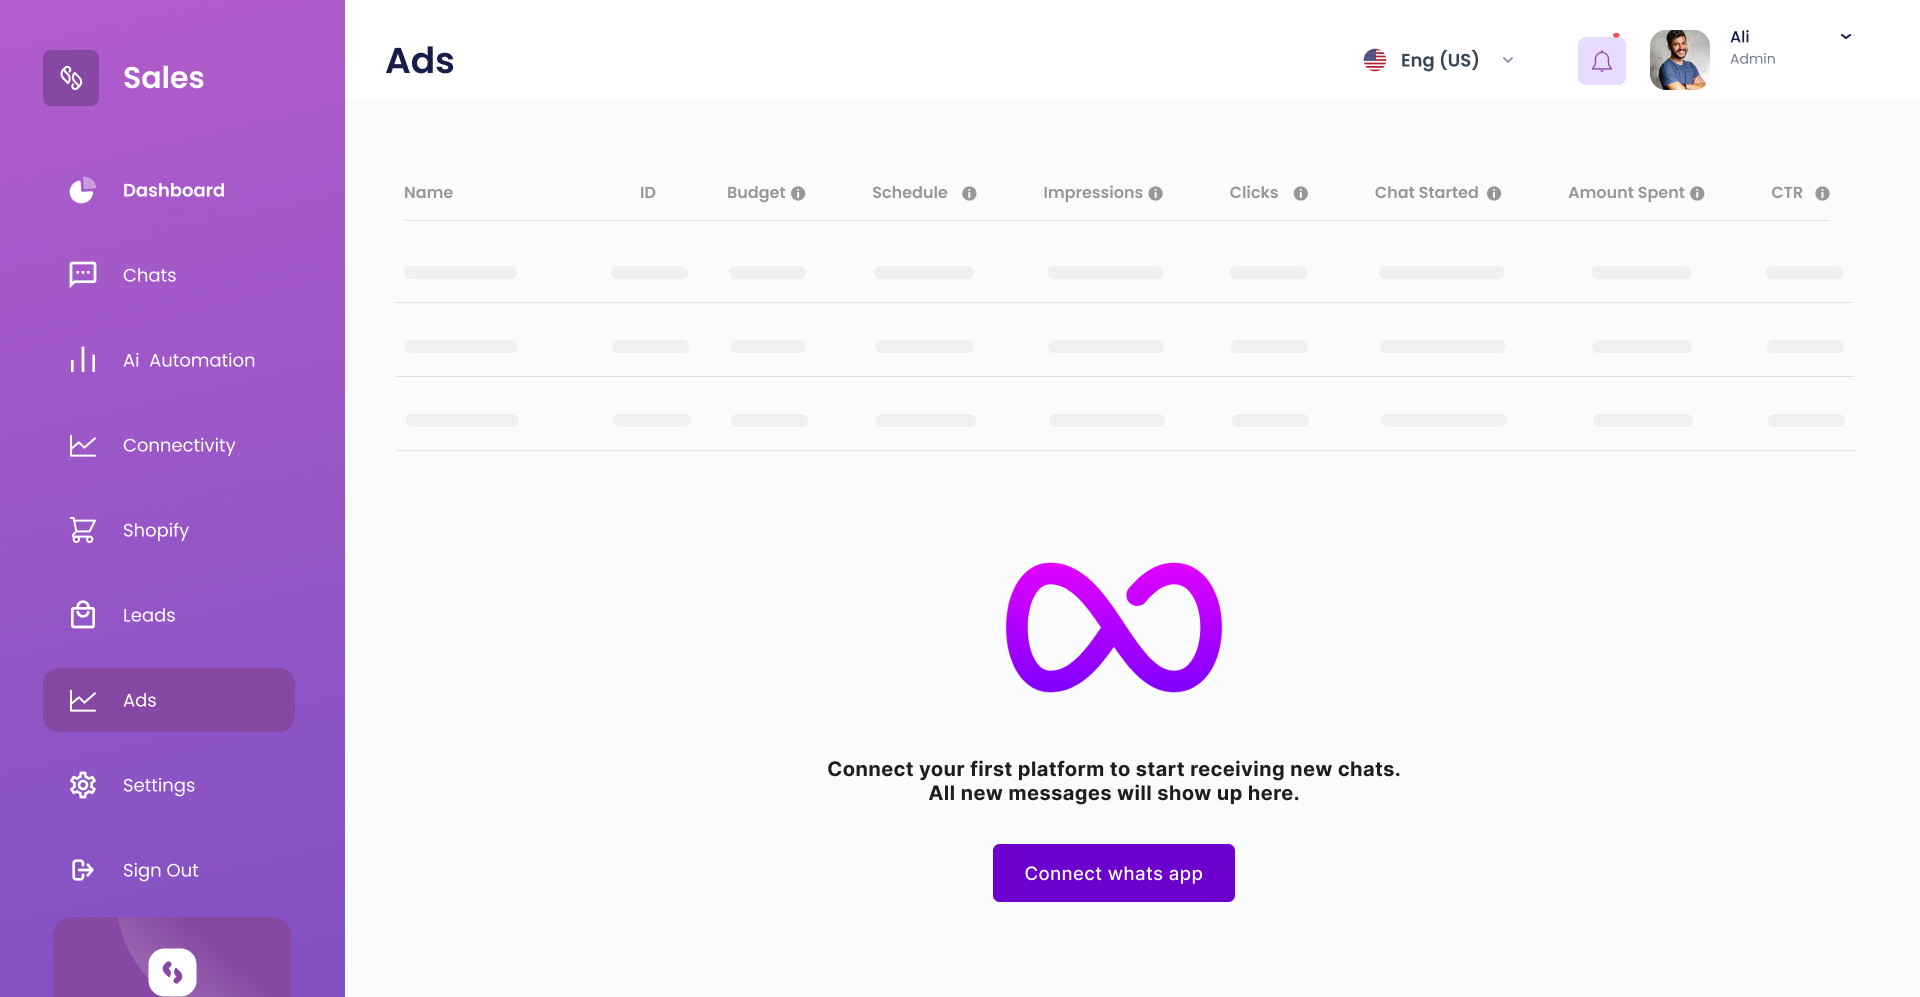 Sales
Dashboard
Chats
Ai Automation
Connectivity
Shopify
Leads
Ads
Settings
Sign Out
Ads
Eng (US)
Ali
Admin
Name ID Budget Schedule Impressions Clicks Chat Started Amount Spent CTR
Connect your first platform to start receiving new chats.
All new messages will show up here.
Connect whats app